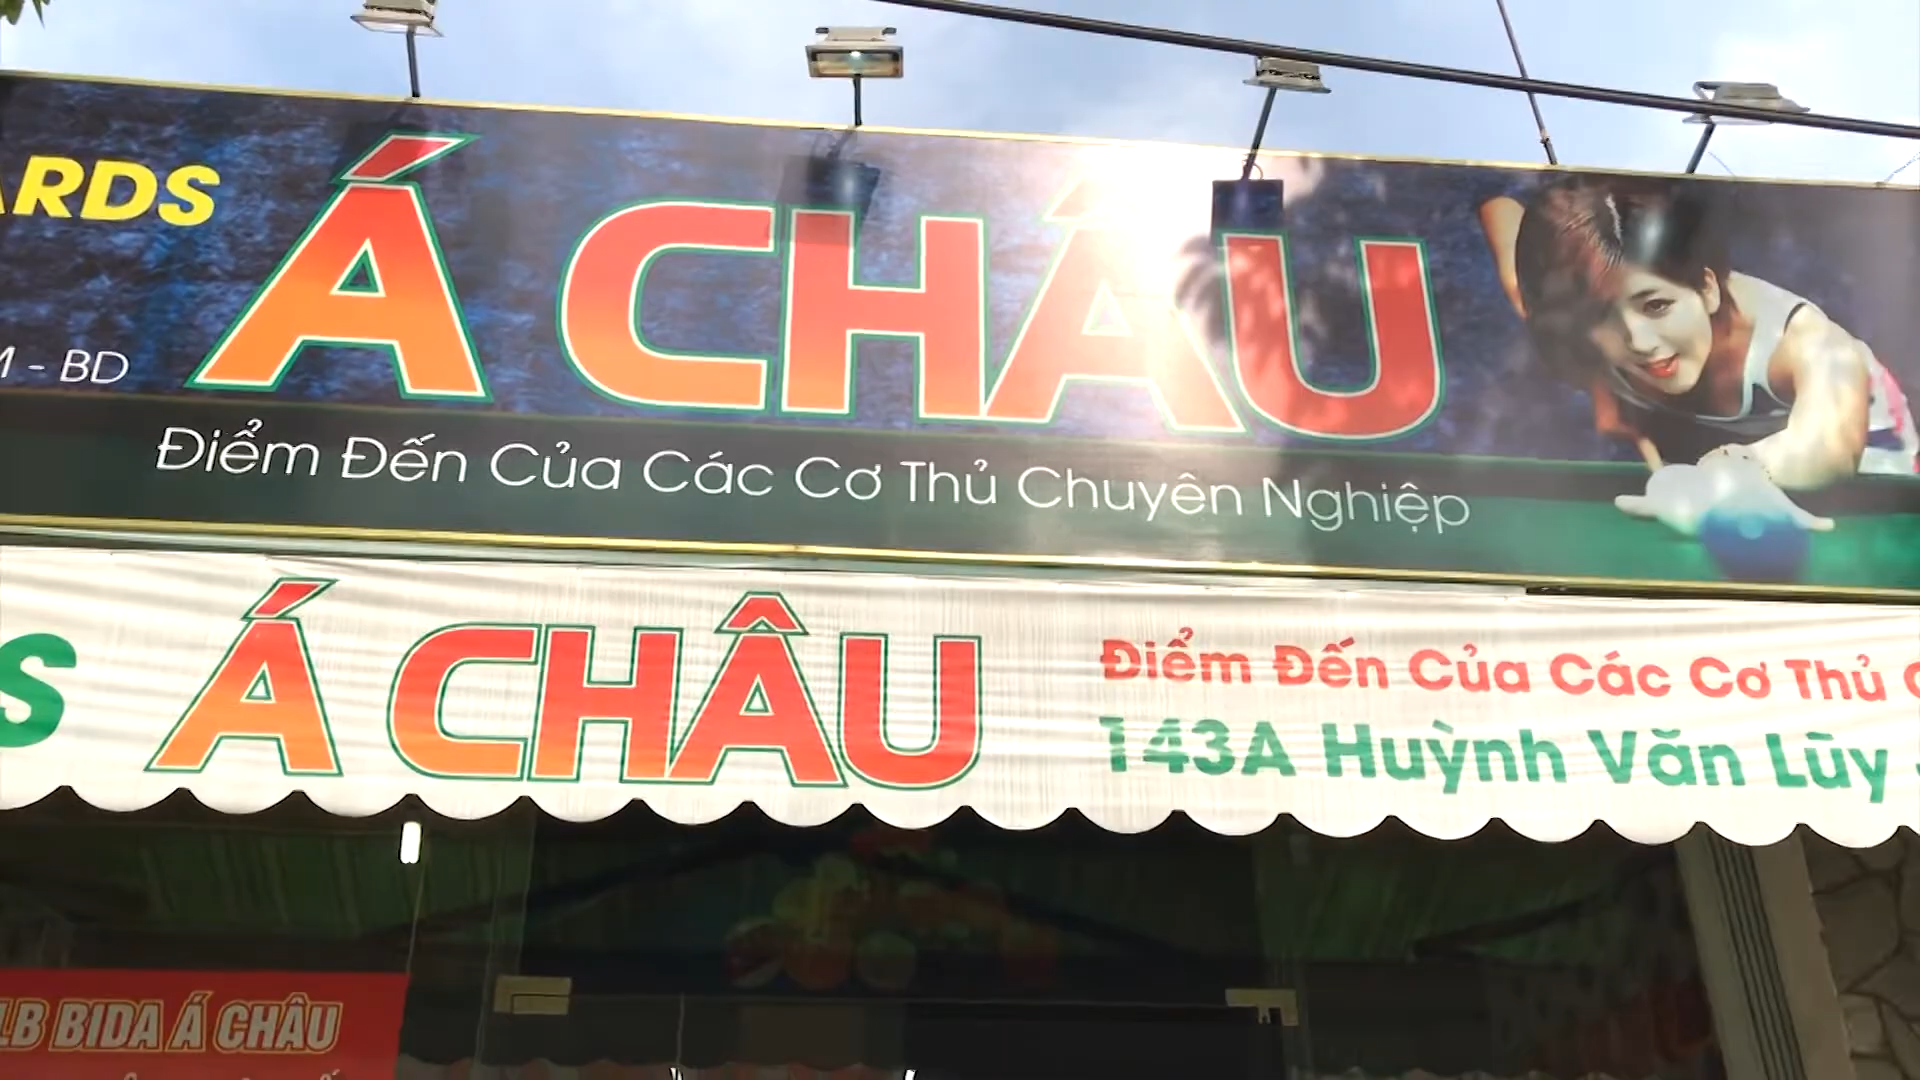 ARDS
Á CHÂU
M - BD
Điểm Đến Của Các Cơ Thủ Chuyên Nghiệp
S Á CHÂU
Điểm Đến Của Các Cơ Thủ C
143A Huỳnh Văn Lũy
LB BIDA Á CHÂU